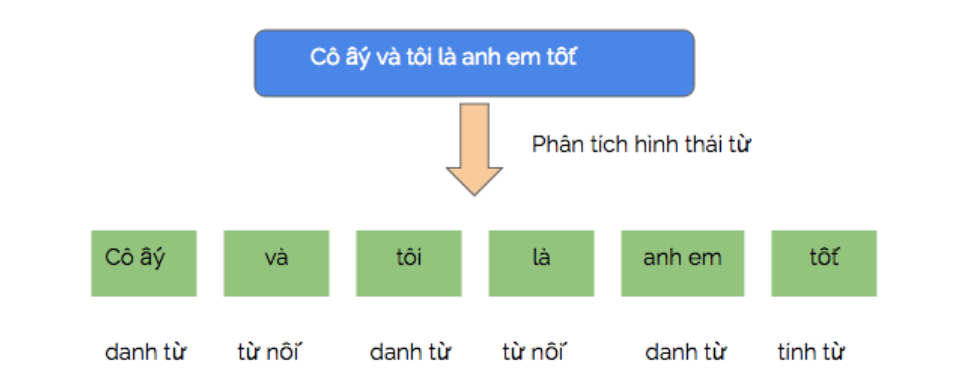 Cô ấy và tôi là anh em tốt
Phân tích hình thái từ
Cô ấy và tôi là anh em tốt
danh từ từ nối danh từ từ nối danh từ tính từ